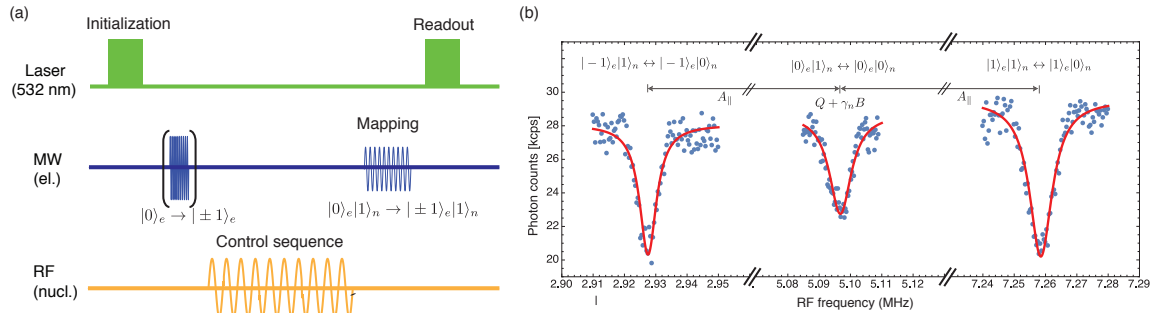 (a)
Initialization
Readout
Laser
(532 nm)
Mapping
MW
(el.)
|0⟩ₑ → | ± 1⟩ₑ
|0⟩ₑ|1⟩ₙ → | ± 1⟩ₑ|1⟩ₙ
Control sequence
RF
(nucl.)
(b)
| − 1⟩ₑ|1⟩ₙ ↔ | − 1⟩ₑ|0⟩ₙ
|0⟩ₑ|1⟩ₙ ↔ |0⟩ₑ|0⟩ₙ
|1⟩ₑ|1⟩ₙ ↔ |1⟩ₑ|0⟩ₙ
A∥
Q + γₙB
A∥
Photon counts [kcps]
30
28
26
24
22
20
2.90 2.91 2.92 2.93 2.94 2.95 5.08 5.09 5.10 5.11 5.12 7.24 7.25 7.26 7.27 7.28 7.29
RF frequency (MHz)